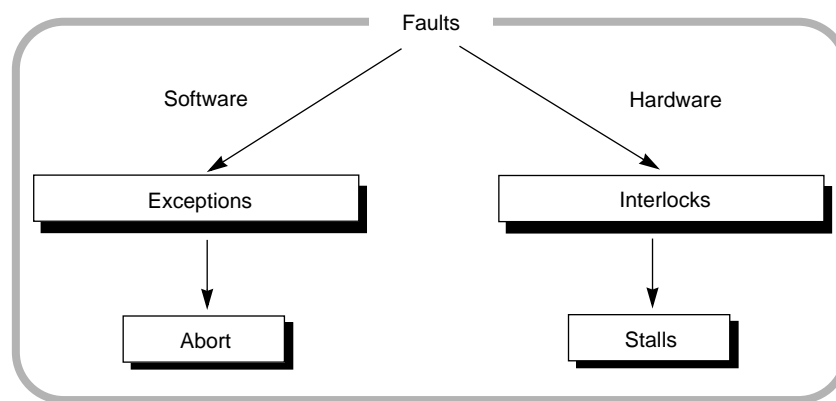 Faults
Software
Hardware
Exceptions
Interlocks
Abort
Stalls